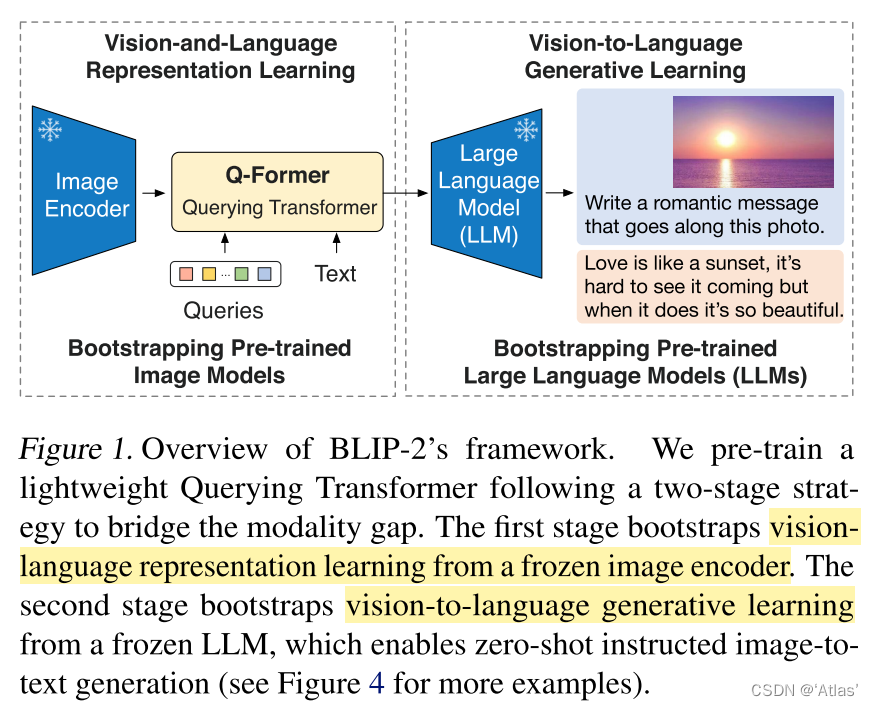 Vision-and-Language
Representation Learning
Image
Encoder
Q-Former
Querying Transformer
...
Queries
Text
Bootstrapping Pre-trained
Image Models
Vision-to-Language
Generative Learning
Large
Language
Model
(LLM)
Write a romantic message
that goes along this photo.
Love is like a sunset, it's
hard to see it coming but
when it does it's so beautiful.
Bootstrapping Pre-trained
Large Language Models (LLMs)
Figure 1. Overview of BLIP-2's framework. We pre-train a
lightweight Querying Transformer following a two-stage strat-
egy to bridge the modality gap. The first stage bootstraps vision-
language representation learning from a frozen image encoder. The
second stage bootstraps vision-to-language generative learning
from a frozen LLM, which enables zero-shot instructed image-to-
text generation (see Figure 4 for more examples).
CSDN @‘Atlas’